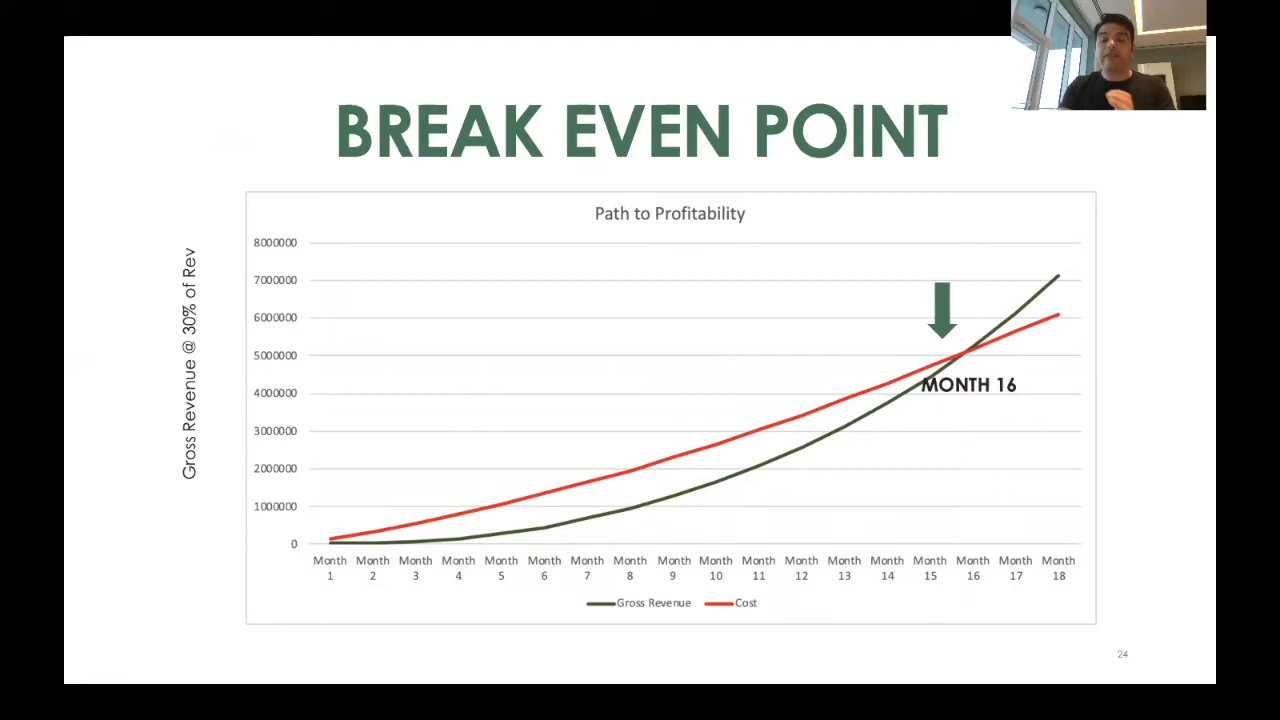 BREAK EVEN POINT
Path to Profitability
Gross Revenue @ 30% of Rev
8000000
7000000
6000000
5000000
4000000
3000000
2000000
1000000
0
MONTH 16
Month 1
Month 2
Month 3
Month 4
Month 5
Month 6
Month 7
Month 8
Month 9
Month 10
Month 11
Month 12
Month 13
Month 14
Month 15
Month 16
Month 17
Month 18
Gross Revenue
Cost
24